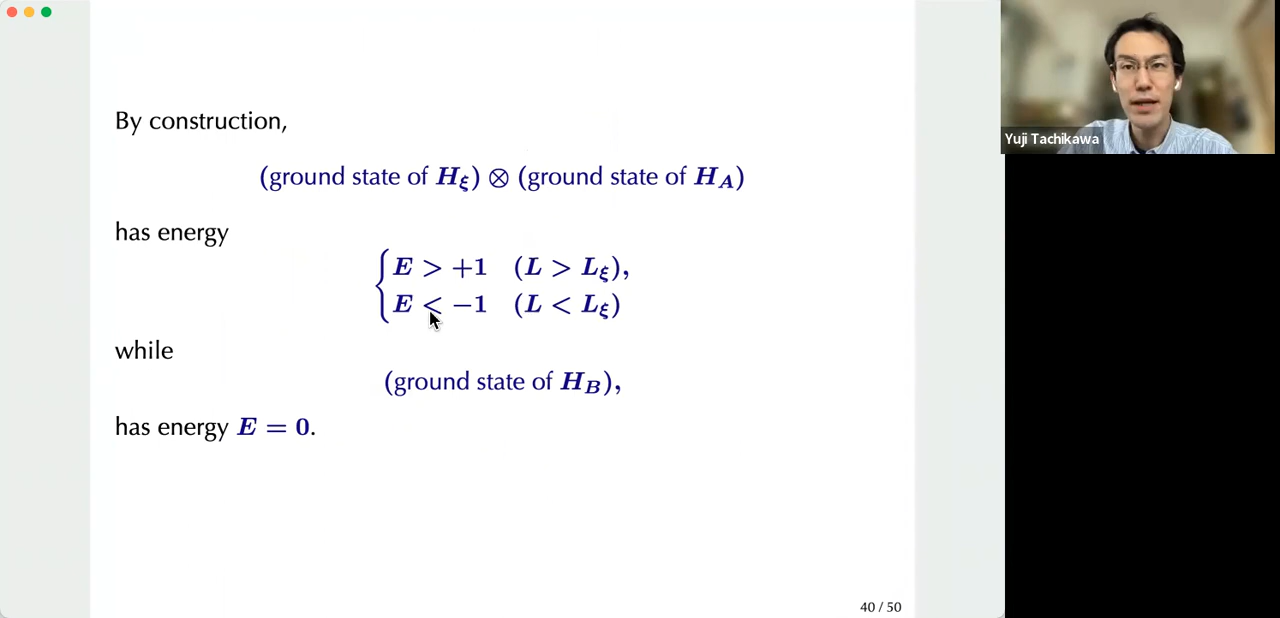 By construction,
(ground state of H_ξ) ⊗ (ground state of H_A)
has energy
E > +1 (L > L_ξ),
E < −1 (L < L_ξ)
while
(ground state of H_B),
has energy E = 0.
40 / 50
Yuji Tachikawa